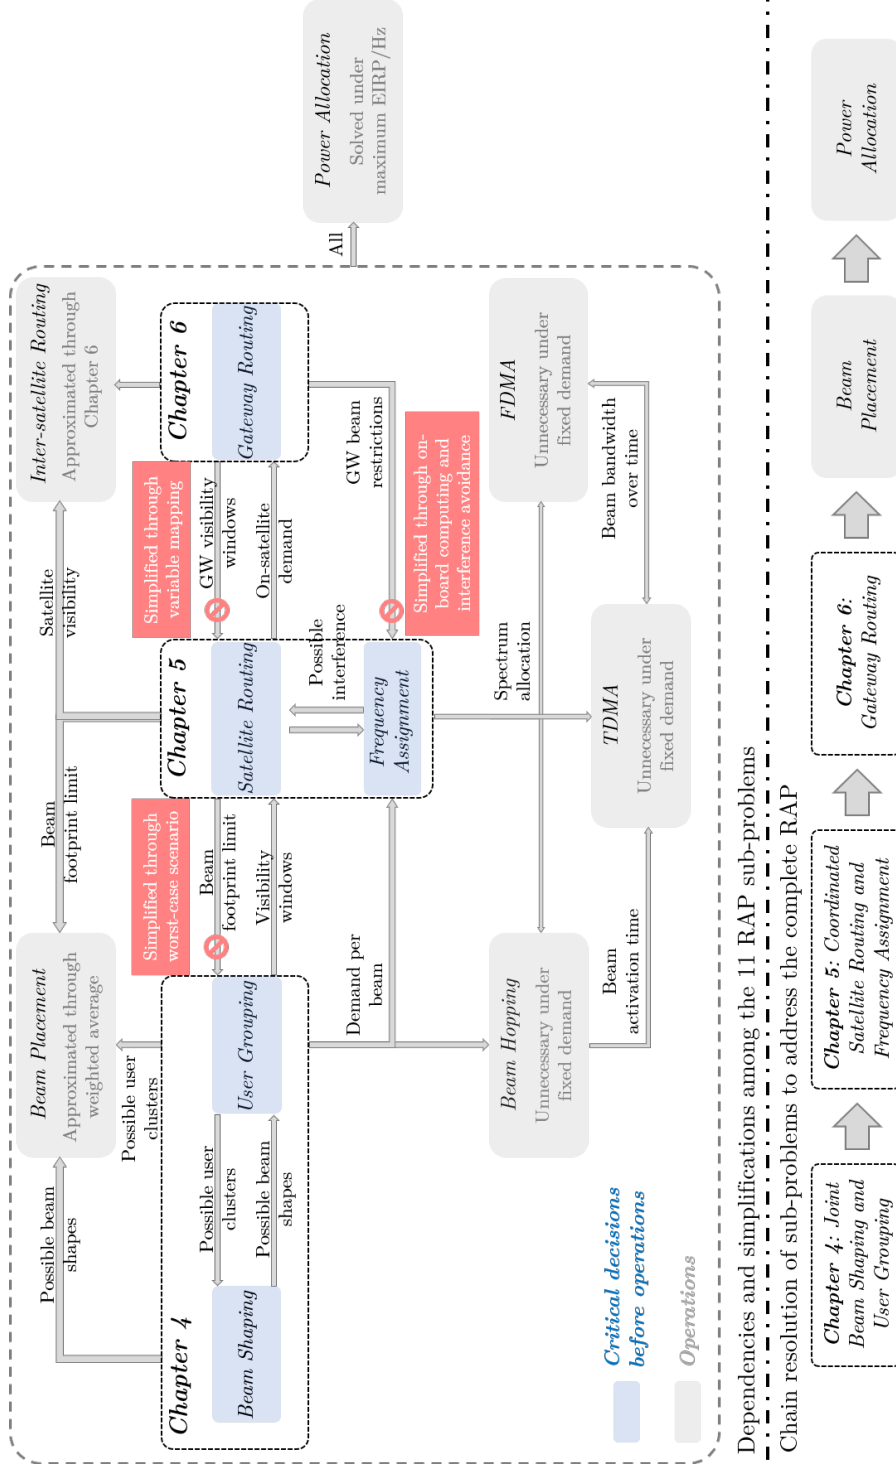 Possible beam
shapes
Beam Placement
Approximated through
weighted average
Beam
footprint limit
Satellite
visibility
Inter-satellite Routing
Approximated through
Chapter 6
Possible user
clusters
Chapter 4
Beam Shaping
Possible user
clusters
Possible beam
shapes
User Grouping
Simplified through
worst-case scenario
Beam
footprint limit
Visibility
windows
Chapter 5
Satellite Routing
Possible
interference
Frequency
Assignment
Simplified through
variable mapping
GW visibility
windows
On-satellite
demand
Chapter 6
Gateway Routing
GW beam
restrictions
Simplified through on-
board computing and
interference avoidance
Demand per
beam
All
Power Allocation
Solved under
maximum EIRP/Hz
Beam Hopping
Unnecessary under
fixed demand
Spectrum
allocation
FDMA
Unnecessary under
fixed demand
Beam
activation time
TDMA
Unnecessary under
fixed demand
Beam bandwidth
over time
Critical decisions
before operations
Operations
Dependencies and simplifications among the 11 RAP sub-problems
Chain resolution of sub-problems to address the complete RAP
Chapter 4: Joint
Beam Shaping and
User Grouping
Chapter 5: Coordinated
Satellite Routing and
Frequency Assignment
Chapter 6:
Gateway Routing
Beam
Placement
Power
Allocation